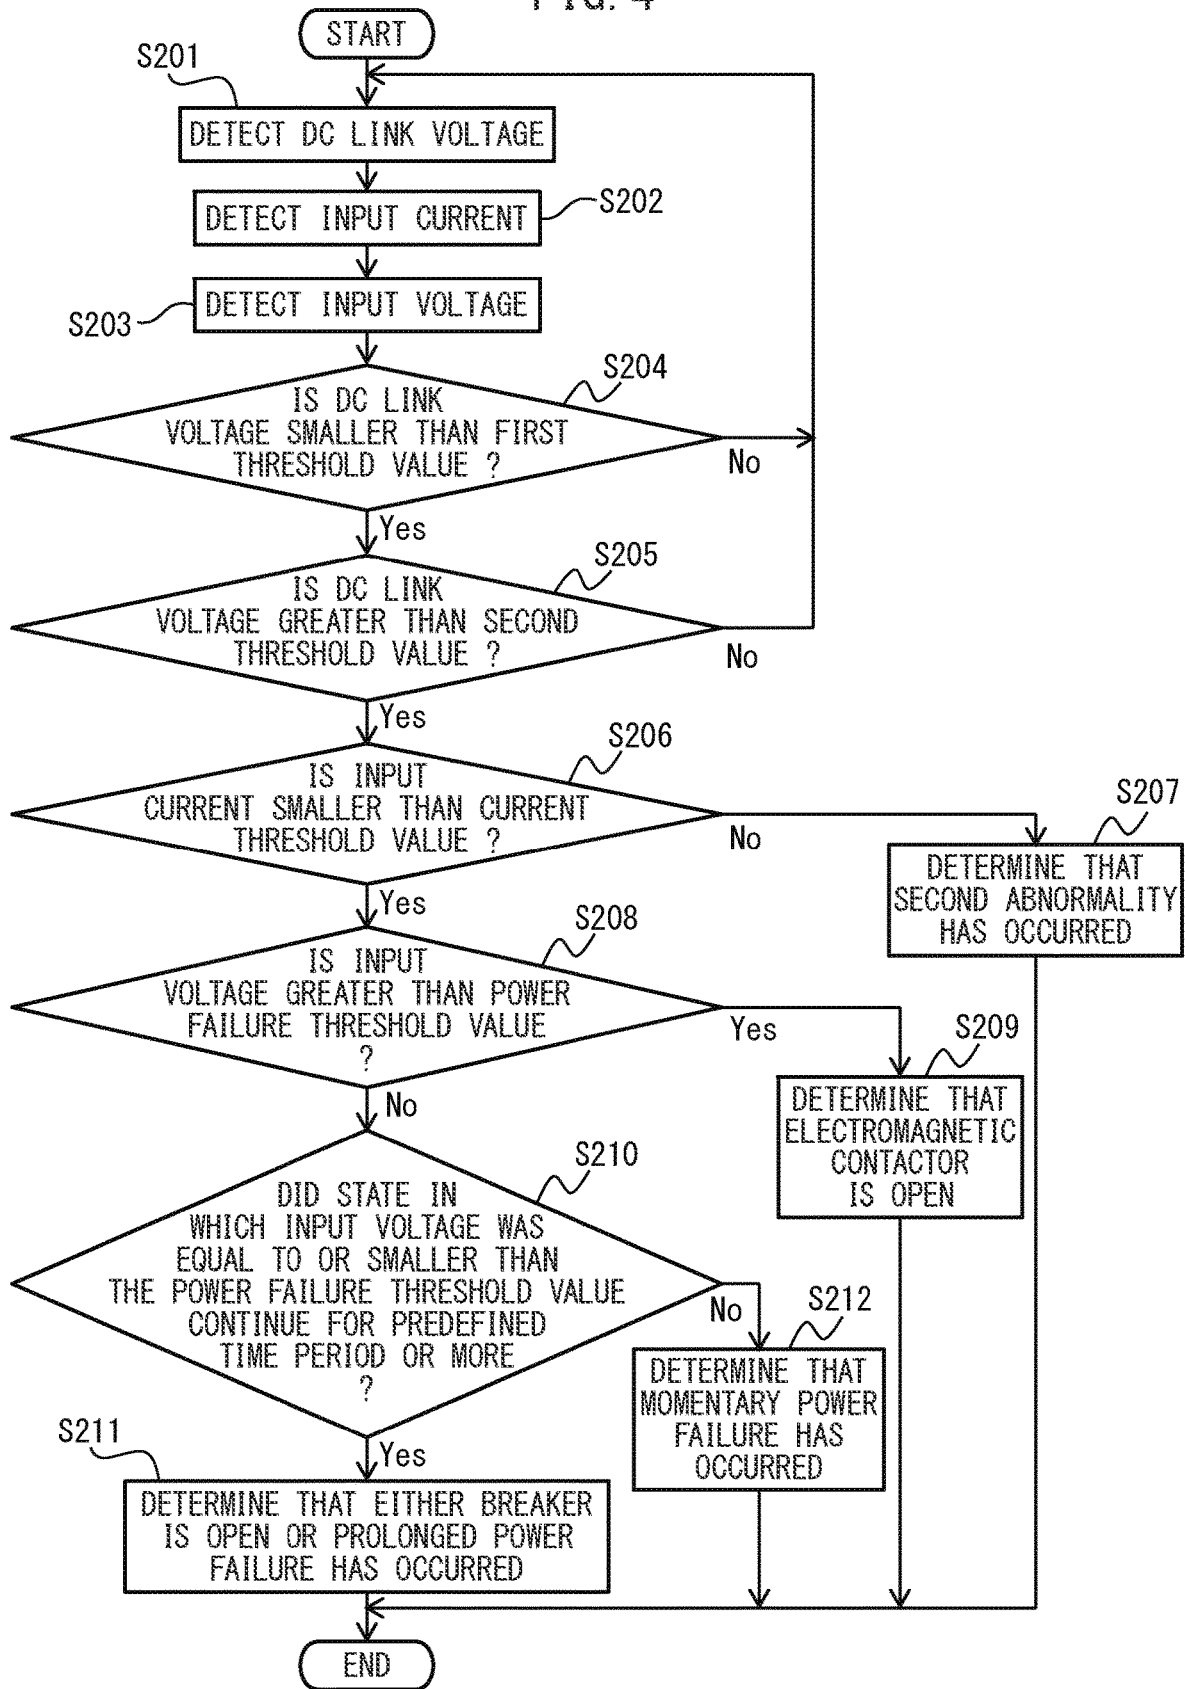 FIG. 4
START
S201
DETECT DC LINK VOLTAGE
DETECT INPUT CURRENT
S202
DETECT INPUT VOLTAGE
S203
S204
IS DC LINK
VOLTAGE SMALLER THAN FIRST
THRESHOLD VALUE ?
No
Yes
S205
IS DC LINK
VOLTAGE GREATER THAN SECOND
THRESHOLD VALUE ?
No
Yes
S206
IS INPUT
CURRENT SMALLER THAN CURRENT
THRESHOLD VALUE ?
No
Yes
S207
DETERMINE THAT
SECOND ABNORMALITY
HAS OCCURRED
S208
IS INPUT
VOLTAGE GREATER THAN POWER
FAILURE THRESHOLD VALUE
?
Yes
No
S209
DETERMINE THAT
ELECTROMAGNETIC
CONTACTOR
IS OPEN
S210
DID STATE IN
WHICH INPUT VOLTAGE WAS
EQUAL TO OR SMALLER THAN
THE POWER FAILURE THRESHOLD VALUE
CONTINUE FOR PREDEFINED
TIME PERIOD OR MORE
?
No
Yes
S212
DETERMINE THAT
MOMENTARY POWER
FAILURE HAS
OCCURRED
S211
DETERMINE THAT EITHER BREAKER
IS OPEN OR PROLONGED POWER
FAILURE HAS OCCURRED
END